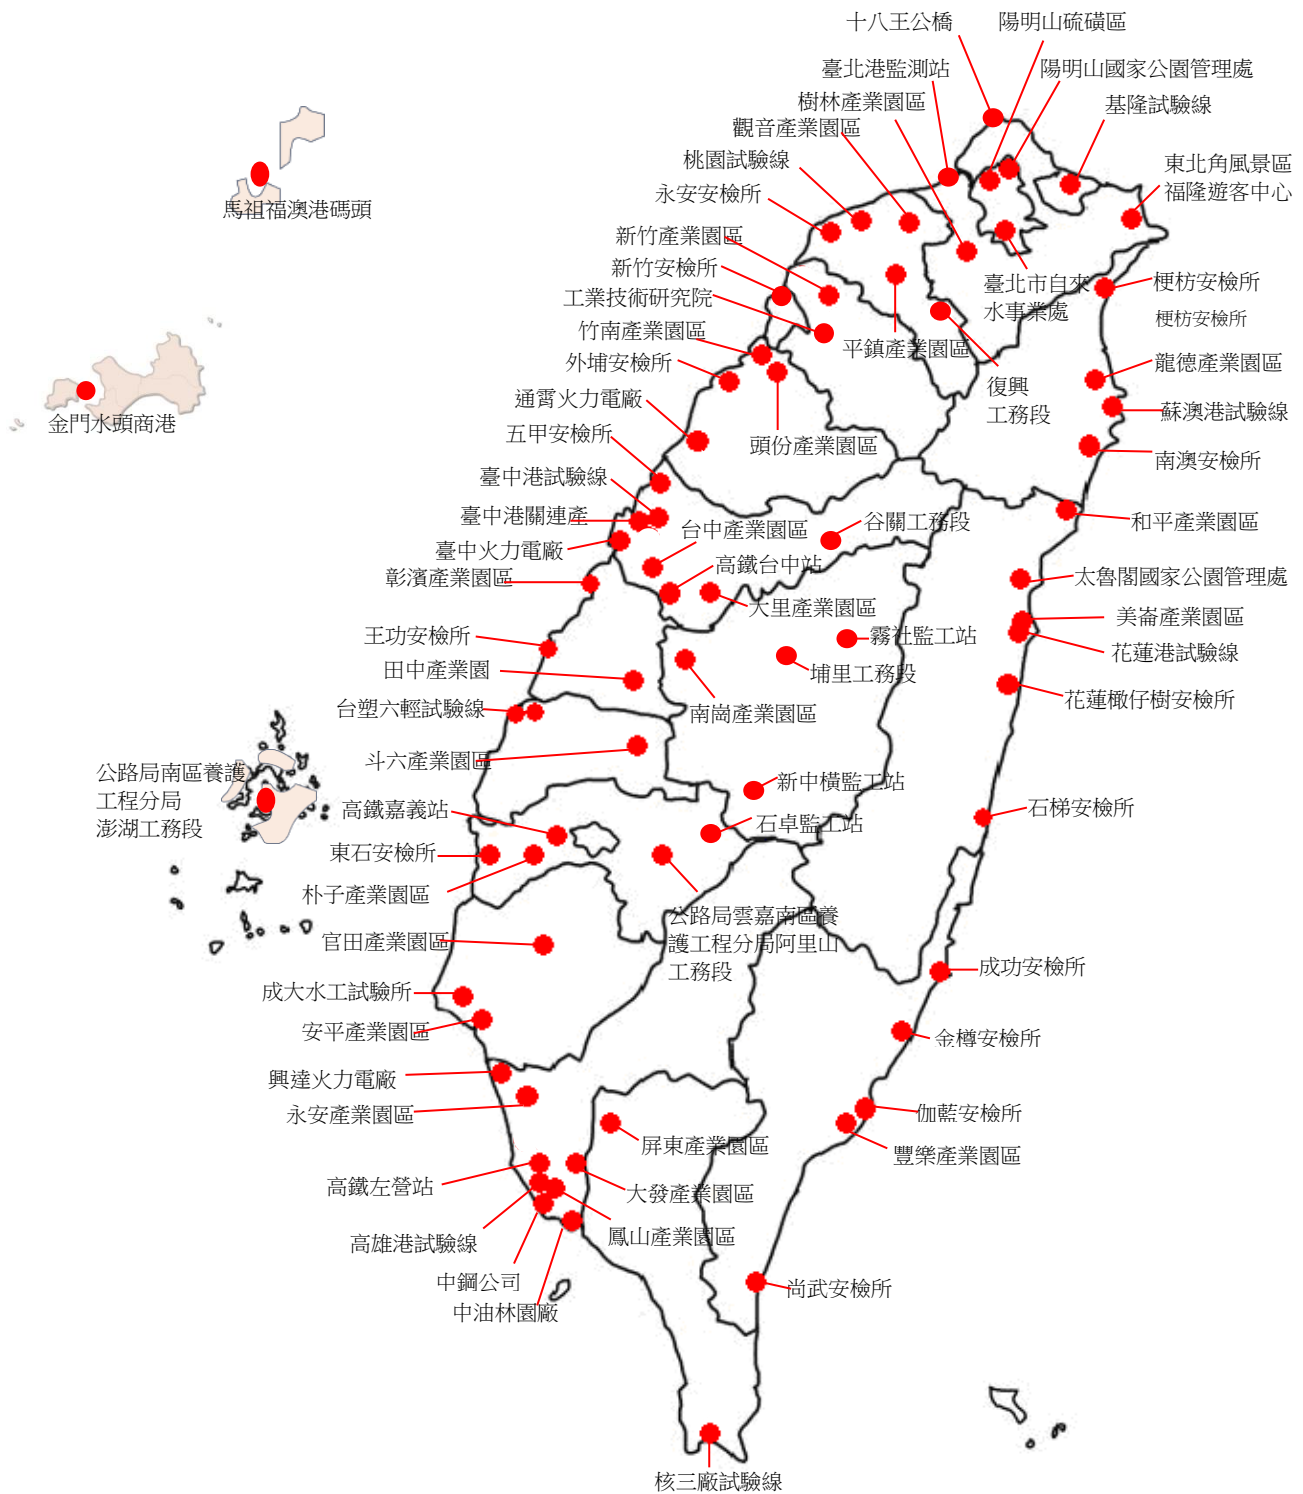 十八王公橋
陽明山硫磺區
臺北港監測站
陽明山國家公園管理處
樹林產業園區
基隆試驗線
觀音產業園區
桃園試驗線
東北角風景區
福隆遊客中心
永安安檢所
馬祖福澳港碼頭
新竹產業園區
新竹安檢所
臺北市自來
水事業處
梗枋安檢所
工業技術研究院
梗枋安檢所
竹南產業園區
平鎮產業園區
外埔安檢所
龍德產業園區
復興
工務段
通霄火力電廠
蘇澳港試驗線
金門水頭商港
五甲安檢所
頭份產業園區
南澳安檢所
臺中港試驗線
臺中港關連產
台中產業園區
谷關工務段
和平產業園區
臺中火力電廠
高鐵台中站
彰濱產業園區
太魯閣國家公園管理處
大里產業園區
美崙產業園區
王功安檢所
霧社監工站
花蓮港試驗線
田中產業園
埔里工務段
花蓮橄仔樹安檢所
台塑六輕試驗線
南崗產業園區
斗六產業園區
公路局南區養護
工程分局
澎湖工務段
新中橫監工站
高鐵嘉義站
石梯安檢所
石卓監工站
東石安檢所
朴子產業園區
公路局雲嘉南區養
護工程分局阿里山
工務段
官田產業園區
成功安檢所
成大水工試驗所
安平產業園區
金樽安檢所
興達火力電廠
永安產業園區
伽藍安檢所
屏東產業園區
豐樂產業園區
高鐵左營站
大發產業園區
高雄港試驗線
鳳山產業園區
中鋼公司
尚武安檢所
中油林園廠
核三廠試驗線